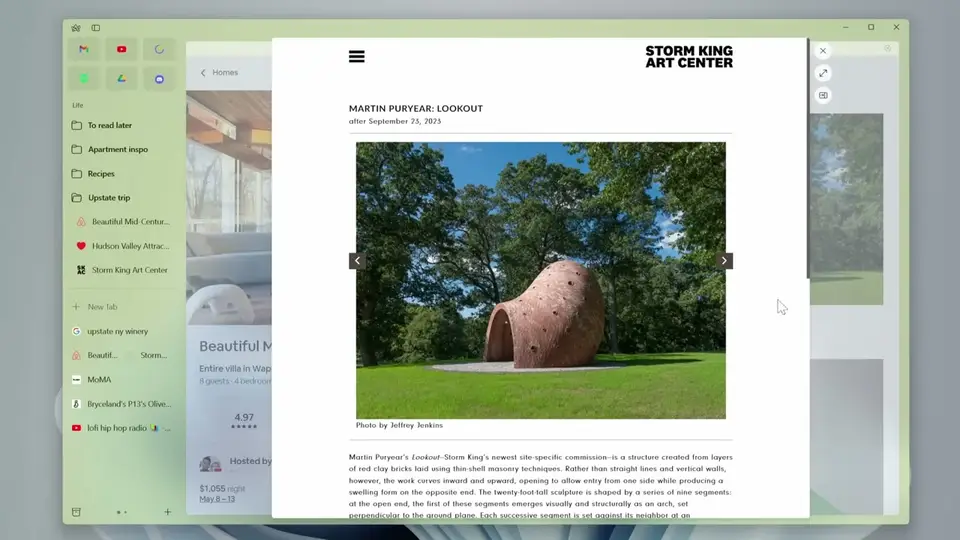 Life
To read later
Apartment inspo
Recipes
Upstate trip
Beautiful Mid-Centur...
Hudson Valley Attrac...
Storm King Art Center
New Tab
upstate ny winery
Beautif...
Storm...
MoMA
Bryceland's P13's Olive...
lofi hip hop radio
Homes
Beautiful M
Entire villa in Wap
8 guests · 4 bedroom
4.97
Hosted by
$1,055 night
May 8 – 13
STORM KING
ART CENTER
MARTIN PURYEAR: LOOKOUT
after September 23, 2023
Photo by Jeffrey Jenkins
Martin Puryear's Lookout—Storm King's newest site-specific commission—is a structure created from layers
of red clay bricks laid using thin-shell masonry techniques. Rather than straight lines and vertical walls,
however, the work curves inward and upward, opening to allow entry from one side while producing a
swelling form on the opposite end. The twenty-foot-tall sculpture is shaped by a series of nine segments:
at the open end, the first of these segments emerges visually and structurally as an arch, set
perpendicular to the ground plane. Each successive segment is set against its neighbor at an